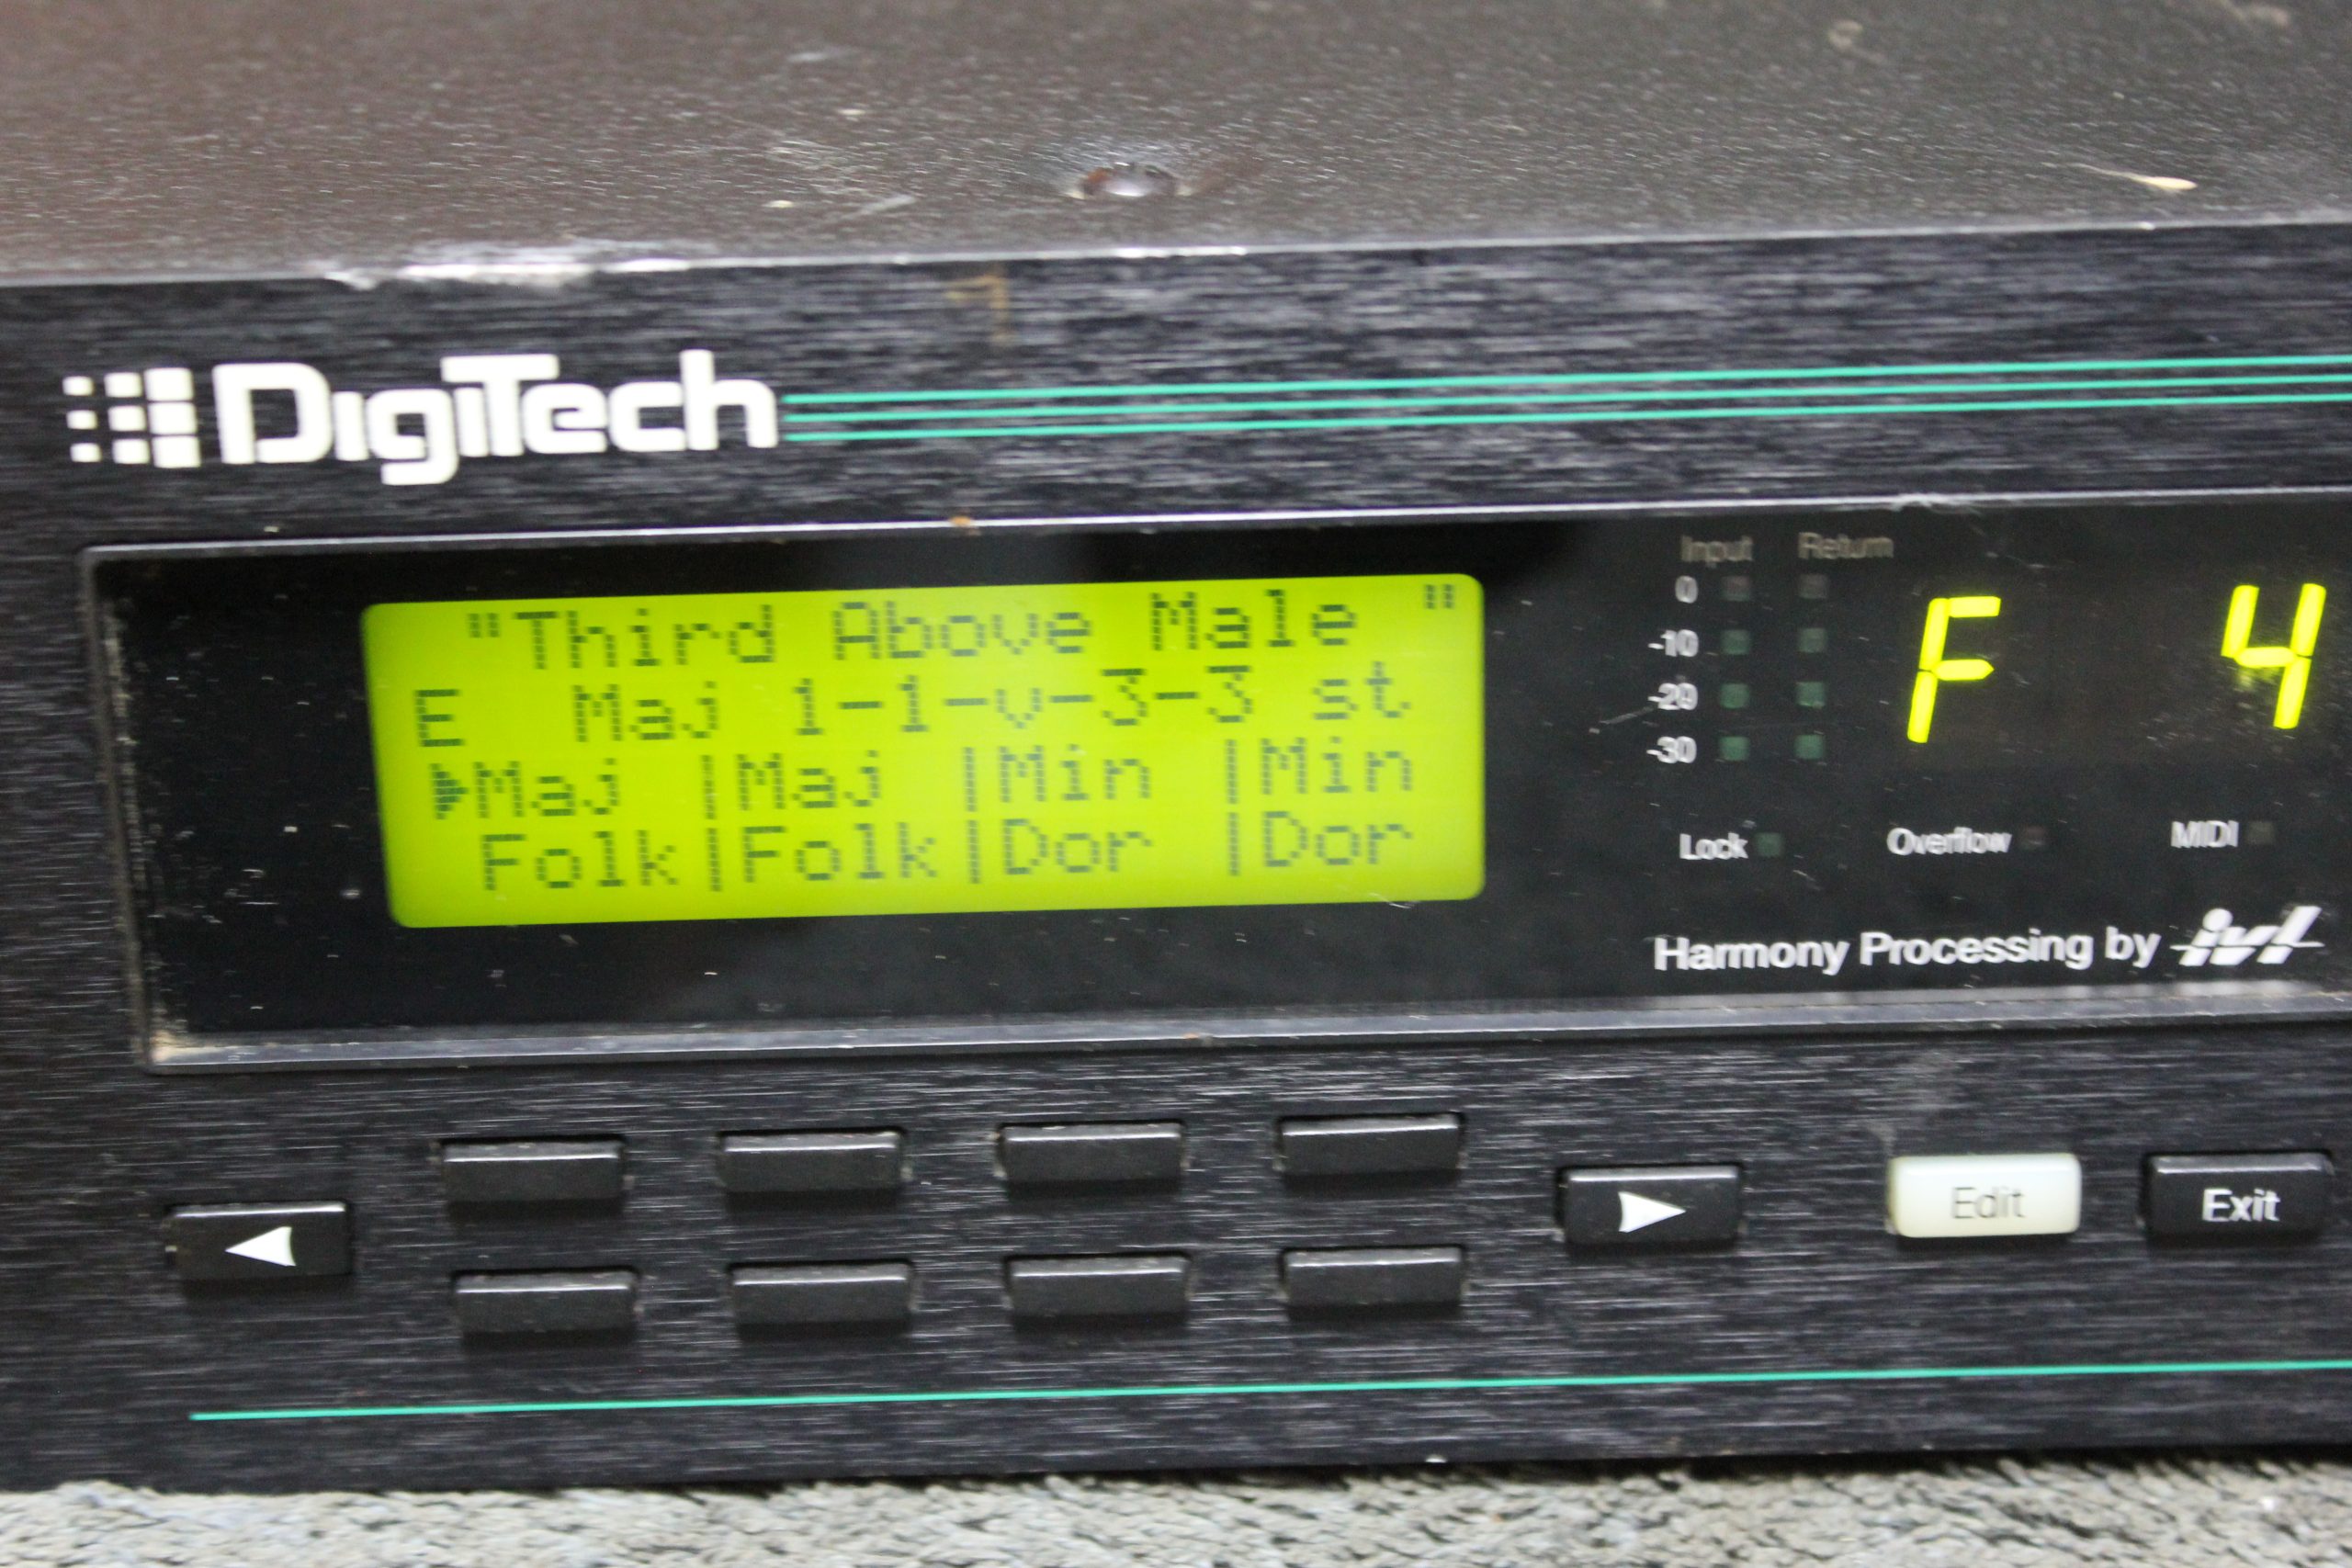 DigiTech
"Third Above Male "
E Maj 1-1-v-3-3 st
▶Maj |Maj |Min |Min
Folk|Folk|Dor |Dor
Input Return
0
-10
-20
-30
F 4
Lock Overflow MIDI
Harmony Processing by ivl
Edit Exit